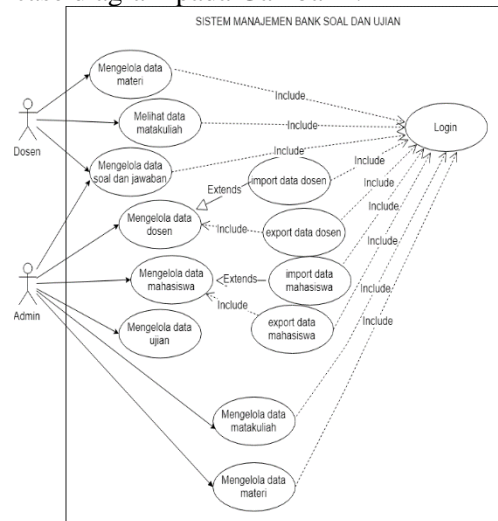 diagram pada Gambar
SISTEM MANAJEMEN BANK SOAL DAN UJIAN
Mengelola data
materi
Include
Dosen
Melihat data
matakuliah
Include
Login
Mengelola data
soal dan jawaban
Include
Include
Extends
import data dosen
Include
Mengelola data
dosen
Include
export data dosen
Include
Admin
Mengelola data
mahasiswa
Extends
import data
mahasiswa
Include
Include
export data
mahasiswa
Include
Mengelola data
ujian
Include
Mengelola data
matakuliah
Mengelola data
materi